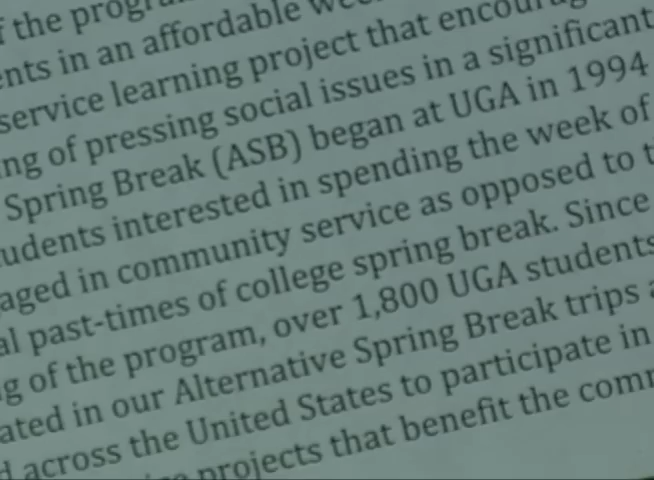 f the program
ents in an affordable
service learning project that
ng of pressing social issues in a significant
Spring Break (ASB) began at UGA in 1994
udents interested in spending the week of
aged in community service as opposed to t
al past-times of college spring break. Since
g of the program, over 1,800 UGA students
ated in our Alternative Spring Break trips a
d across the United States to participate in
projects that benefit the com